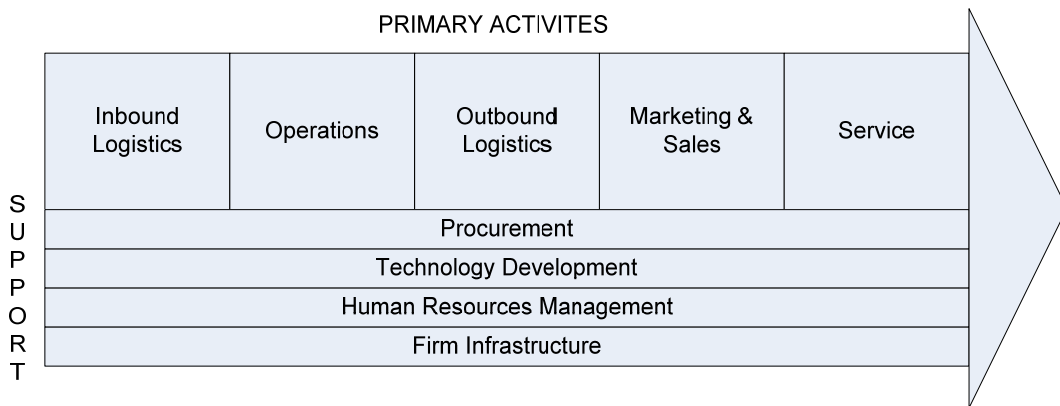 PRIMARY ACTIVITES
Inbound
Logistics
Operations
Outbound
Logistics
Marketing &
Sales
Service
S
U
P
P
O
R
T
Procurement
Technology Development
Human Resources Management
Firm Infrastructure